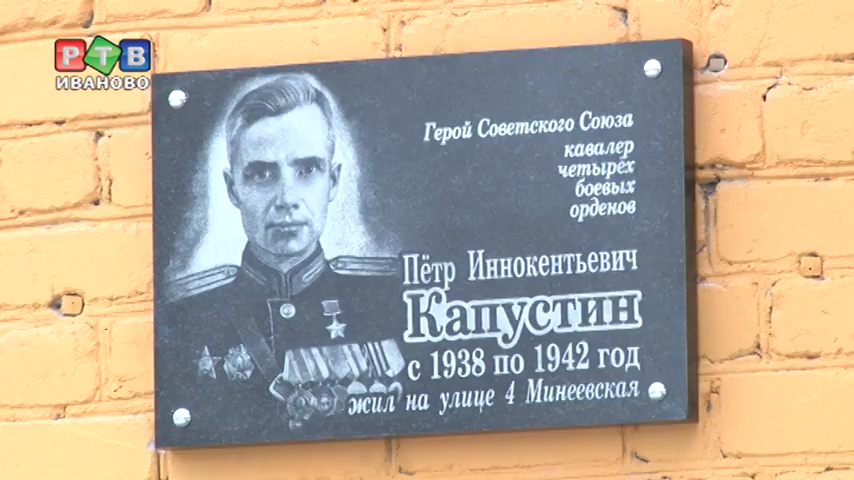 РТВ
ИВАНОВО
Герой Советского Союза
кавалер
четырёх
боевых
орденов
Пётр Иннокентьевич
Капустин
с 1938 по 1942 год
жил на улице 4 Минеевская